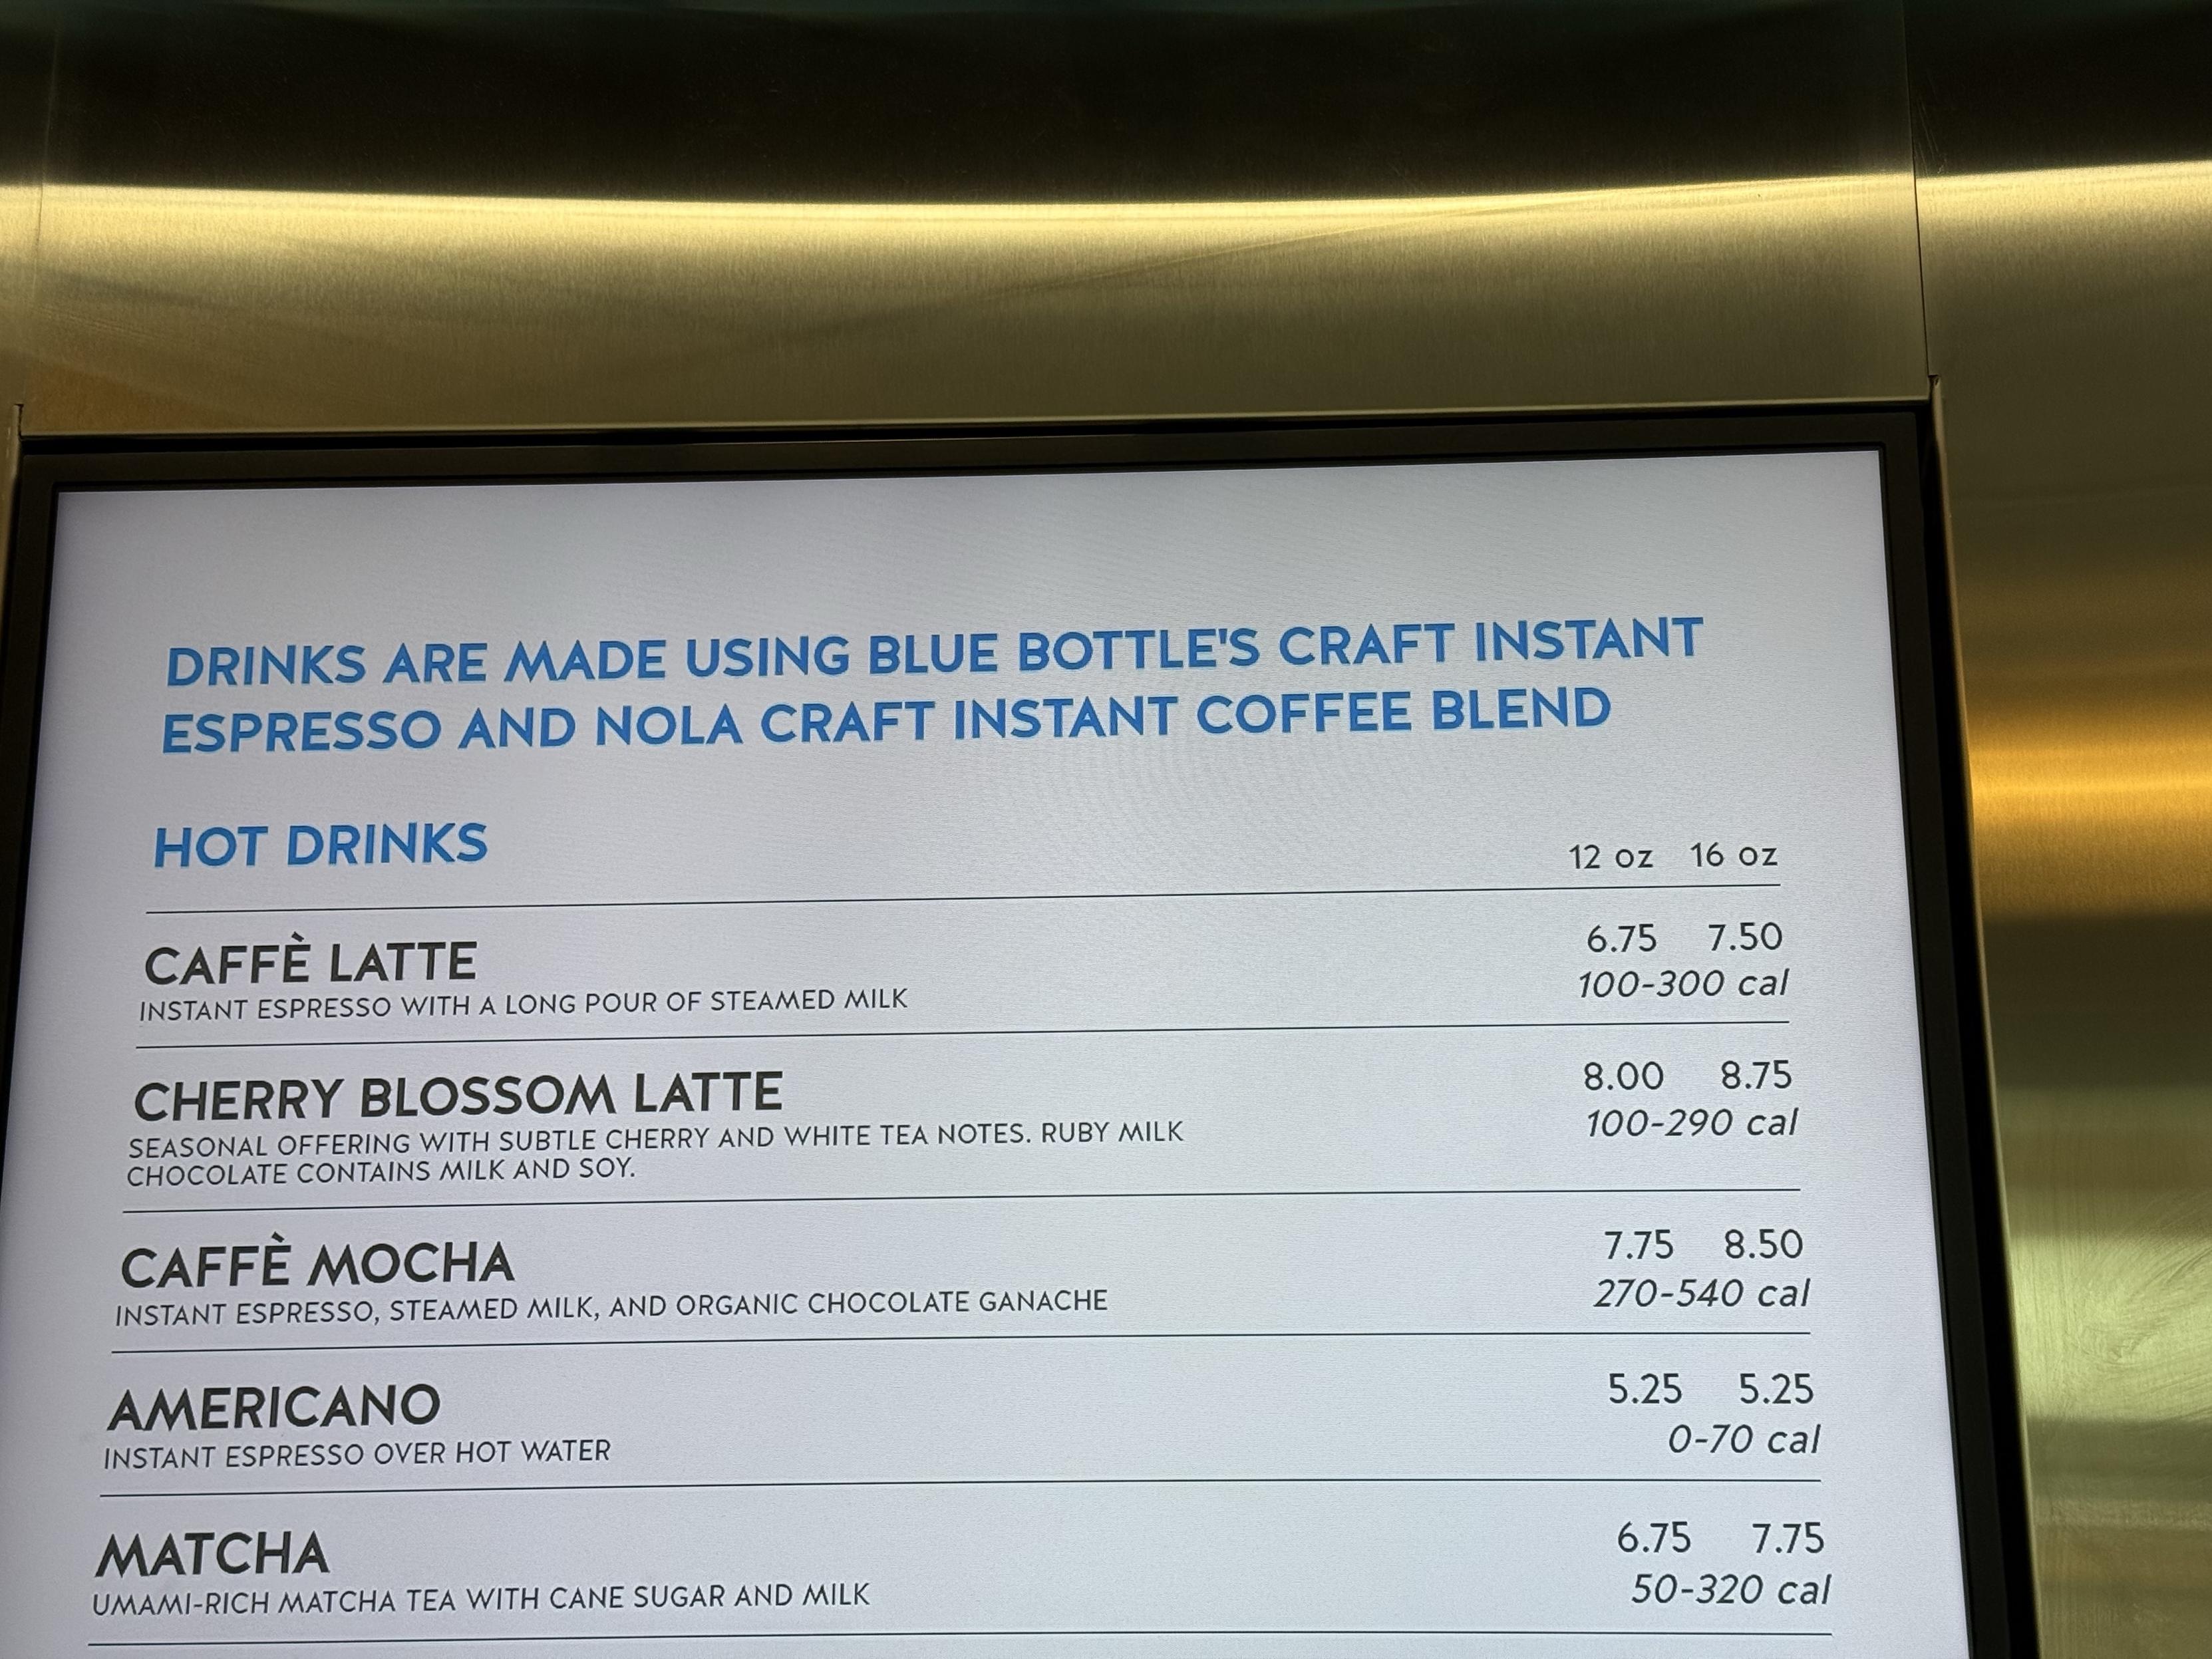 DRINKS ARE MADE USING BLUE BOTTLE'S CRAFT INSTANT
ESPRESSO AND NOLA CRAFT INSTANT COFFEE BLEND
HOT DRINKS
12 oz 16 oz
CAFFÈ LATTE
6.75 7.50
INSTANT ESPRESSO WITH A LONG POUR OF STEAMED MILK
100-300 cal
CHERRY BLOSSOM LATTE
8.00 8.75
SEASONAL OFFERING WITH SUBTLE CHERRY AND WHITE TEA NOTES. RUBY MILK
CHOCOLATE CONTAINS MILK AND SOY.
100-290 cal
CAFFÈ MOCHA
7.75 8.50
INSTANT ESPRESSO, STEAMED MILK, AND ORGANIC CHOCOLATE GANACHE
270-540 cal
AMERICANO
5.25 5.25
INSTANT ESPRESSO OVER HOT WATER
0-70 cal
MATCHA
6.75 7.75
UMAMI-RICH MATCHA TEA WITH CANE SUGAR AND MILK
50-320 cal